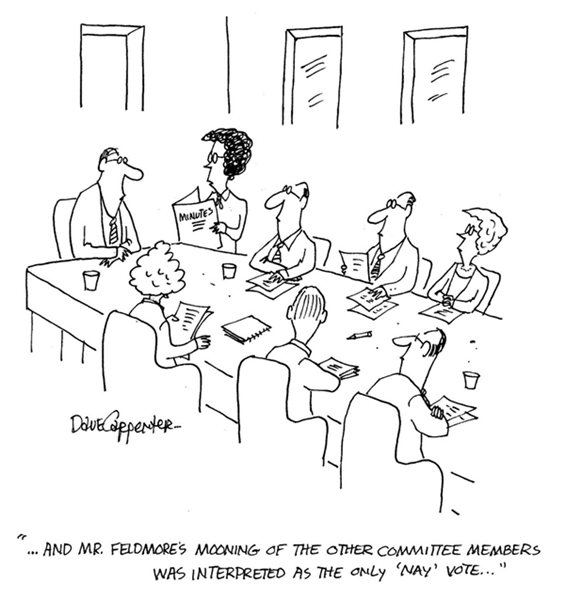 MINUTES
Dave Carpenter...
"... AND MR. FELDMORE'S MOONING OF THE OTHER COMMITTEE MEMBERS
WAS INTERPRETED AS THE ONLY 'NAY' VOTE..."